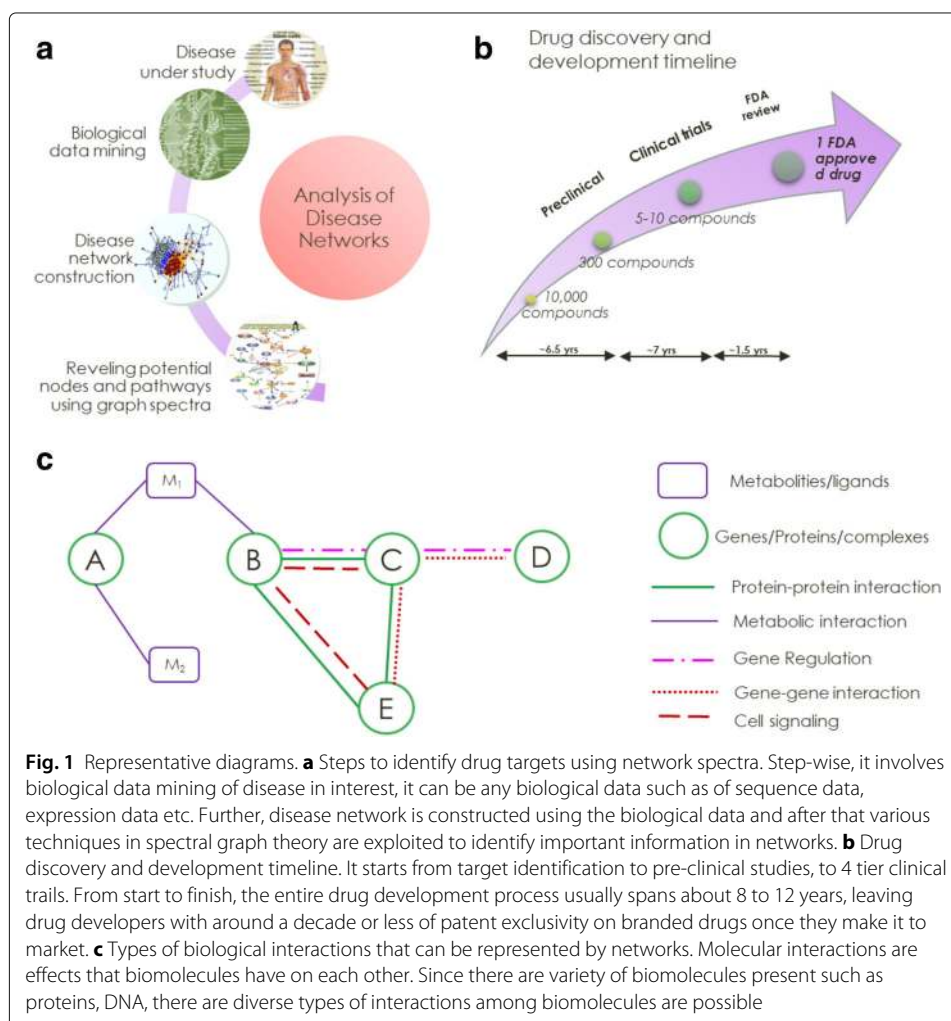 a
Disease
under study
Biological
data mining
Disease
network
construction
Reveling potential
nodes and pathways
using graph spectra
Analysis of
Disease
Networks
b
Drug discovery and
development timeline
Preclinical
Clinical trials
FDA
review
1 FDA
approve
d drug
5-10 compounds
300 compounds
10,000
compounds
~6.5 yrs
~7 yrs
~1.5 yrs
c
M1
A
B
C
D
M2
E
Metabolities/ligands
Genes/Proteins/complexes
Protein-protein interaction
Metabolic interaction
Gene Regulation
Gene-gene interaction
Cell signaling
Fig. 1 Representative diagrams. a Steps to identify drug targets using network spectra. Step-wise, it involves
biological data mining of disease in interest, it can be any biological data such as of sequence data,
expression data etc. Further, disease network is constructed using the biological data and after that various
techniques in spectral graph theory are exploited to identify important information in networks. b Drug
discovery and development timeline. It starts from target identification to pre-clinical studies, to 4 tier clinical
trails. From start to finish, the entire drug development process usually spans about 8 to 12 years, leaving
drug developers with around a decade or less of patent exclusivity on branded drugs once they make it to
market. c Types of biological interactions that can be represented by networks. Molecular interactions are
effects that biomolecules have on each other. Since there are variety of biomolecules present such as
proteins, DNA, there are diverse types of interactions among biomolecules are possible